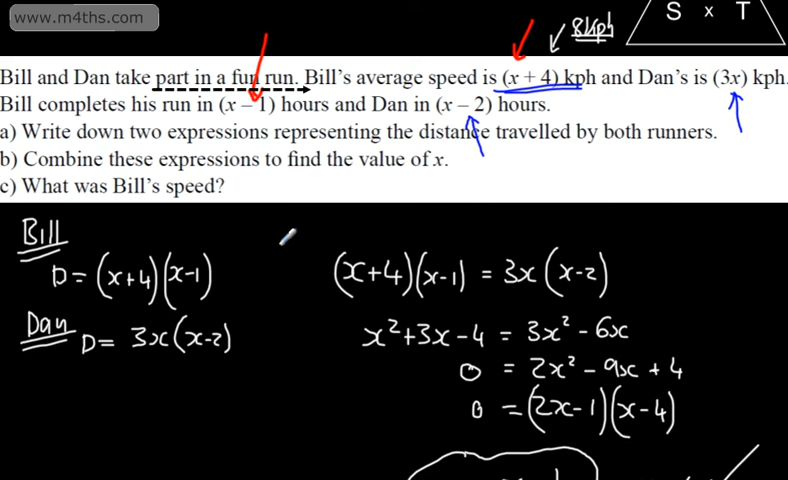 www.m4ths.com
8kph
S x T
Bill and Dan take part in a fun run. Bill's average speed is (x + 4) kph and Dan's is (3x) kph.
Bill completes his run in (x – 1) hours and Dan in (x – 2) hours.
a) Write down two expressions representing the distance travelled by both runners.
b) Combine these expressions to find the value of x.
c) What was Bill's speed?
Bill
D = (x+4)(x-1)
Dan
D = 3x(x-2)
(x+4)(x-1) = 3x(x-2)
x² + 3x - 4 = 3x² - 6x
0 = 2x² - 9x + 4
0 = (2x-1)(x-4)